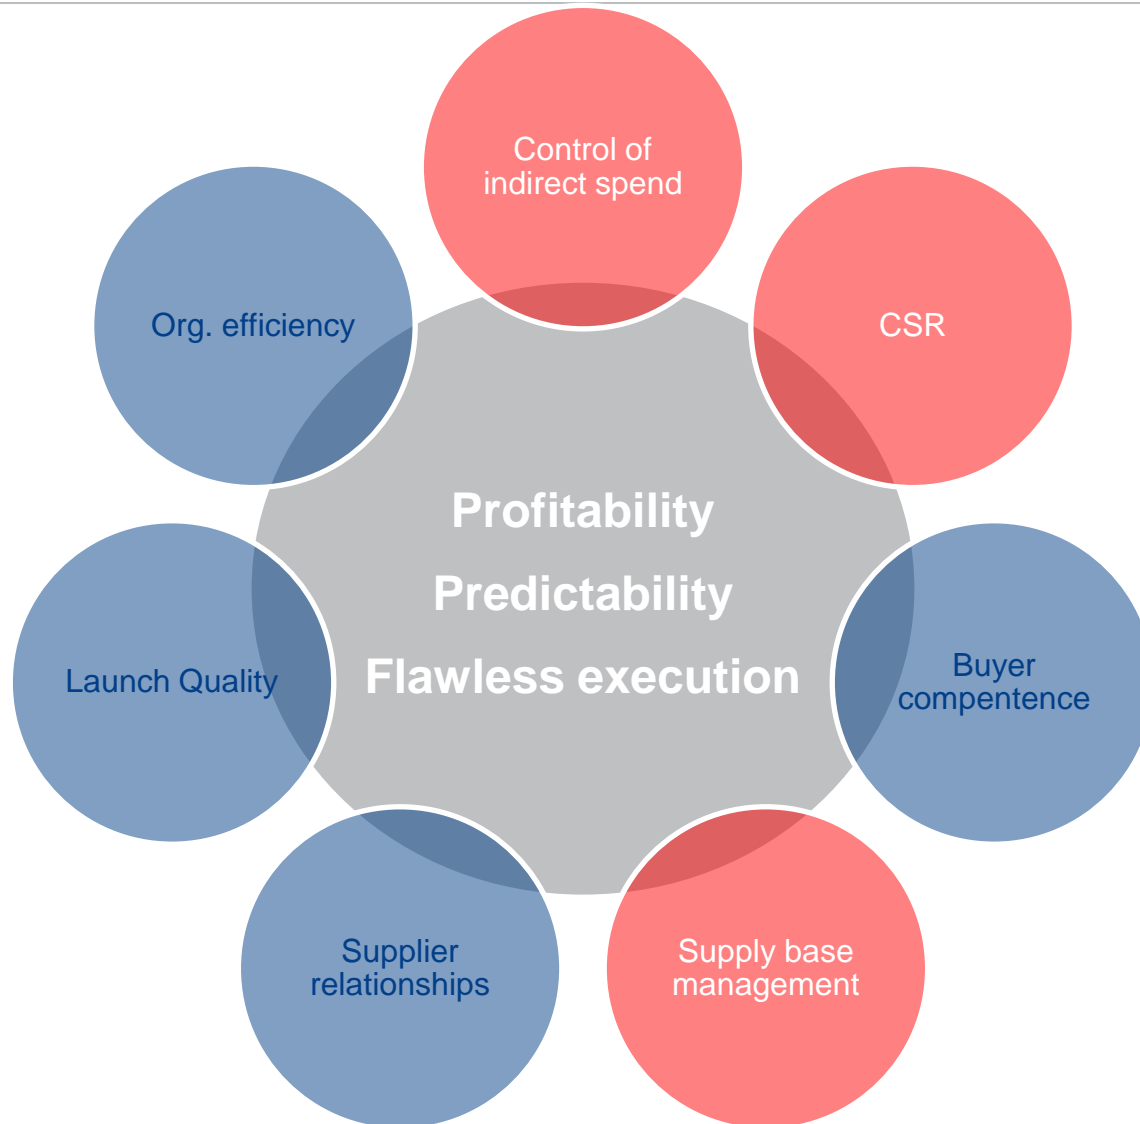 Control of
indirect spend
CSR
Org. efficiency
Profitability
Predictability
Flawless execution
Buyer
compentence
Launch Quality
Supplier
relationships
Supply base
management